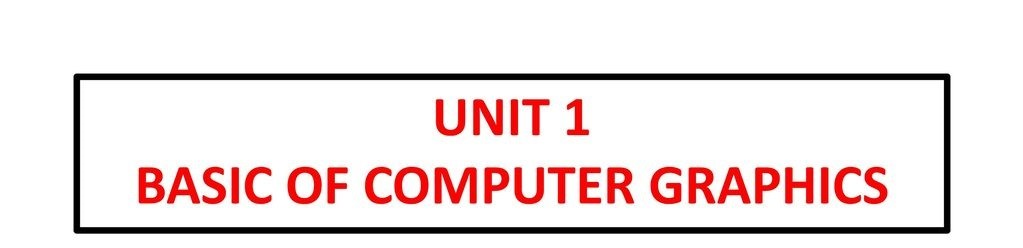 UNIT 1
BASIC OF COMPUTER GRAPHICS